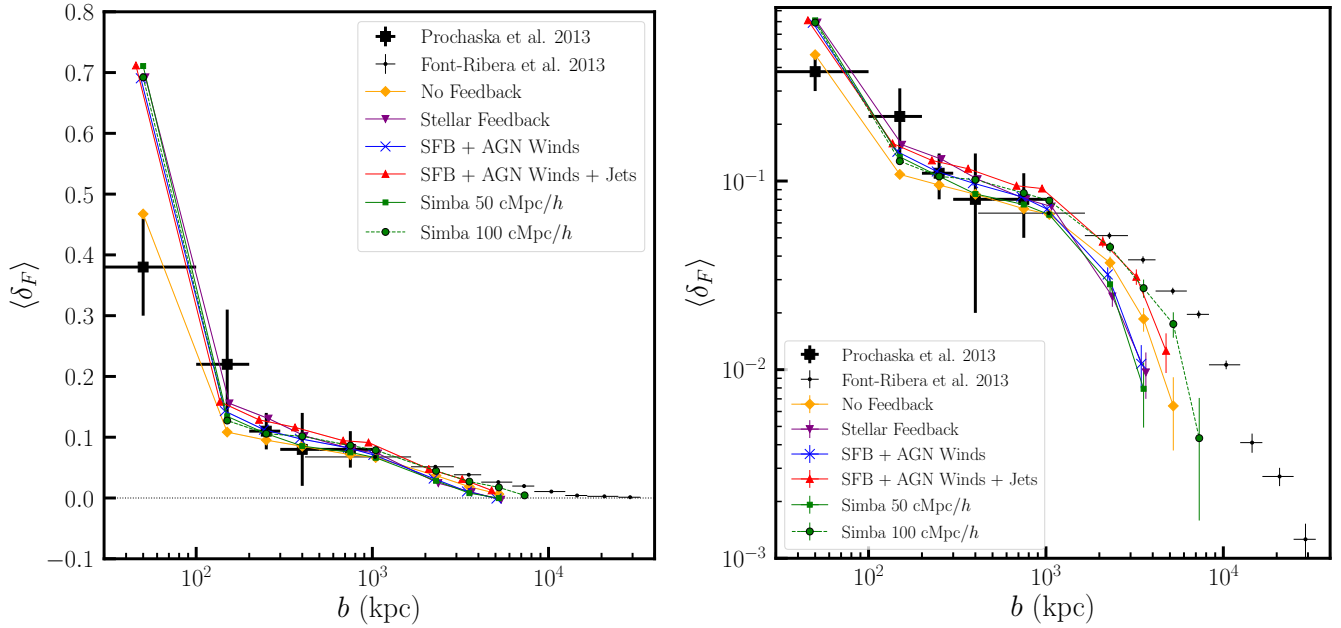 0.8
0.7
0.6
0.5
0.4
0.3
0.2
0.1
0.0
−0.1
⟨δ_F⟩
10²
10³
10⁴
b (kpc)
Prochaska et al. 2013
Font-Ribera et al. 2013
No Feedback
Stellar Feedback
SFB + AGN Winds
SFB + AGN Winds + Jets
Simba 50 cMpc/h
Simba 100 cMpc/h
10⁻¹
10⁻²
10⁻³
⟨δ_F⟩
10²
10³
10⁴
b (kpc)
Prochaska et al. 2013
Font-Ribera et al. 2013
No Feedback
Stellar Feedback
SFB + AGN Winds
SFB + AGN Winds + Jets
Simba 50 cMpc/h
Simba 100 cMpc/h